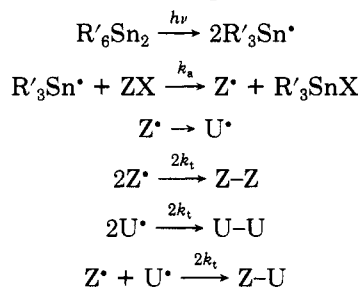 R′₆Sn₂ —hν→ 2R′₃Sn•
R′₃Sn• + ZX —kₐ→ Z• + R′₃SnX
Z• → U•
2Z• —2kₜ→ Z–Z
2U• —2kₜ→ U–U
Z• + U• —2kₜ→ Z–U